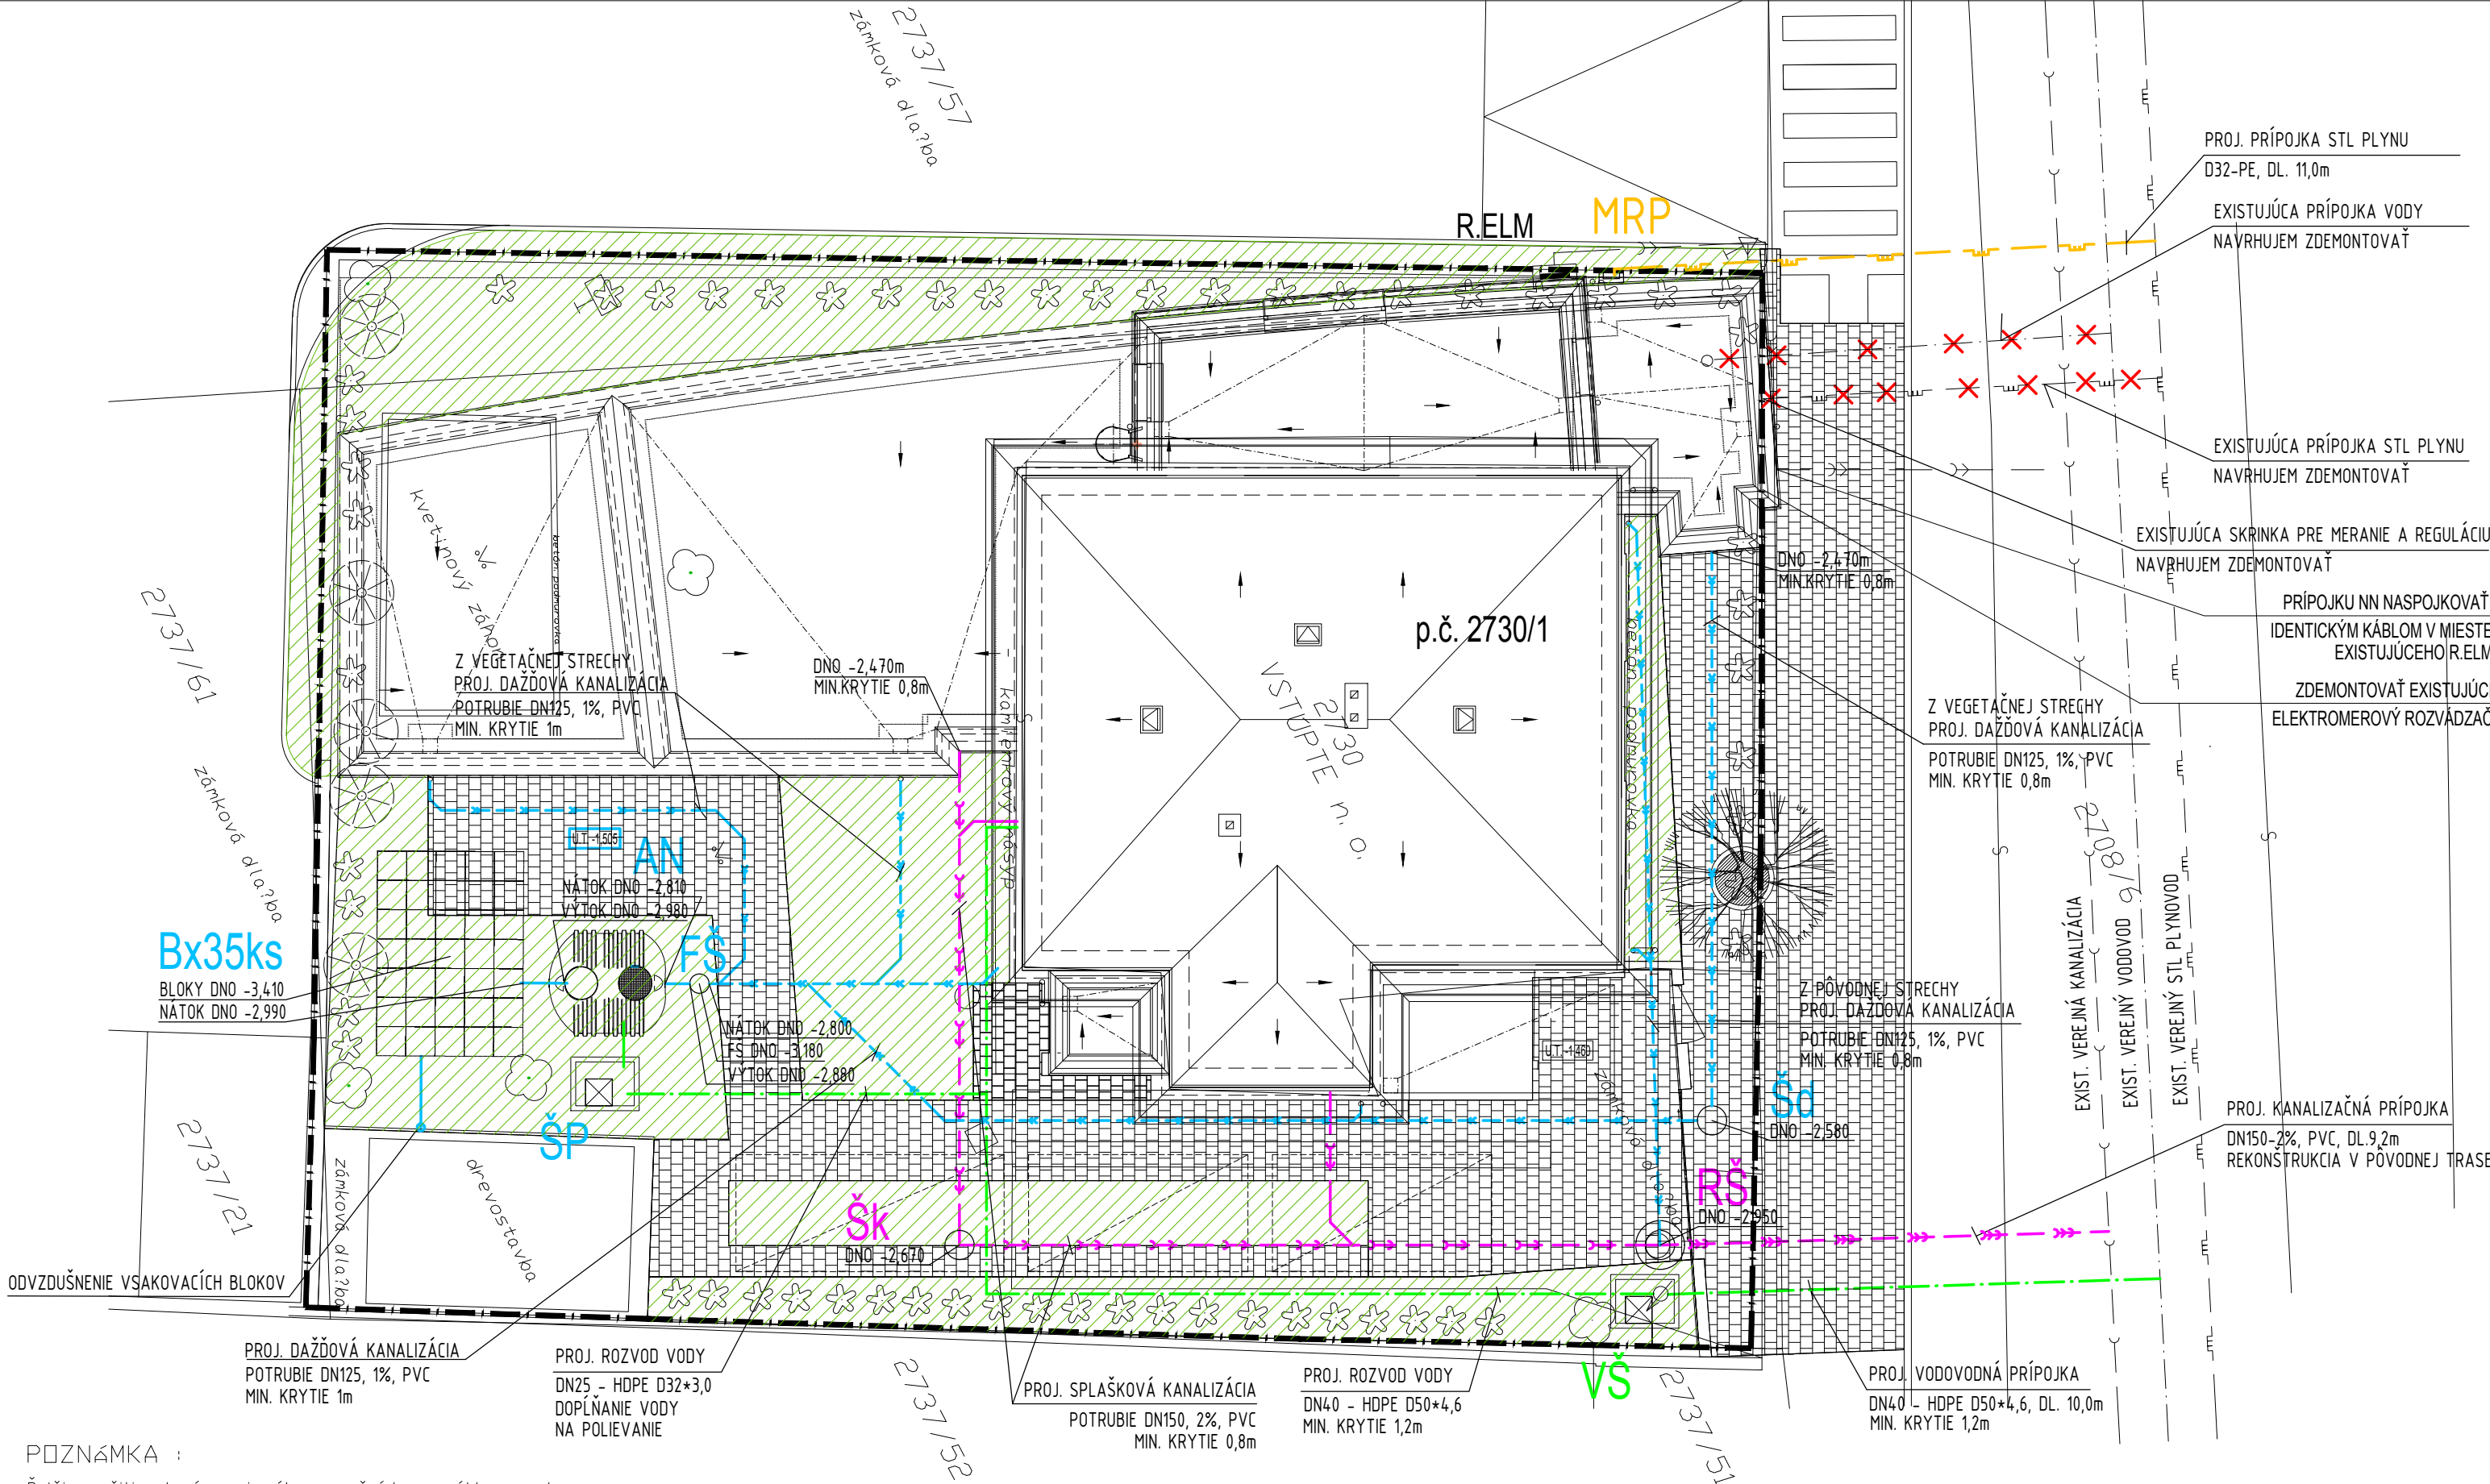 2737/57
zámková dla?ba
PROJ. PRÍPOJKA STL PLYNU
D32-PE, DL. 11,0m
EXISTUJÚCA PRÍPOJKA VODY
NAVRHUJEM ZDEMONTOVAŤ
R.ELM
MRP
EXISTUJÚCA PRÍPOJKA STL PLYNU
NAVRHUJEM ZDEMONTOVAŤ
EXISTUJÚCA SKRINKA PRE MERANIE A REGULÁCIU
NAVRHUJEM ZDEMONTOVAŤ
PRÍPOJKU NN NASPOJKOVAŤ
IDENTICKÝM KÁBLOM V MIESTE
EXISTUJÚCEHO R.ELM
ZDEMONTOVAŤ EXISTUJÚC
ELEKTROMEROVÝ ROZVÁDZAČ
kvetinový záhon
betón. podmurovka
DNO -2,470m
MIN.KRYTIE 0,8m
p.č. 2730/1
2730
VSTÚPTE n. o.
betón. podmurovka
2737/61
zámková dla?ba
Z VEGETAČNEJ STRECHY
PROJ. DAŽĎOVÁ KANALIZÁCIA
POTRUBIE DN125, 1%, PVC
MIN. KRYTIE 1m
DNO -2,470m
MIN.KRYTIE 0,8m
kamienkový násyp
Z VEGETAČNEJ STRECHY
PROJ. DAŽĎOVÁ KANALIZÁCIA
POTRUBIE DN125, 1%, PVC
MIN. KRYTIE 0,8m
2708/6
U.T. -1,505
AN
NÁTOK DNO -2,810
VÝTOK DNO -2,980
Bx35ks
BLOKY DNO -3,410
NÁTOK DNO -2,990
FŠ
NÁTOK DNO -2,800
FŠ DNO -3,180
VÝTOK DNO -2,880
U.T. -1,460
zámková dla?ba
Z PÔVODNEJ STRECHY
PROJ. DAŽĎOVÁ KANALIZÁCIA
POTRUBIE DN125, 1%, PVC
MIN. KRYTIE 0,8m
EXIST. VEREJNÁ KANALIZÁCIA
EXIST. VEREJNÝ VODOVOD
EXIST. VEREJNÝ STL PLYNOVOD
Šd
DNO -2,580
ŠP
2737/21
zámková dla?ba
drevostavba
Šk
DNO -2,670
RŠ
DNO -2,950
PROJ. KANALIZAČNÁ PRÍPOJKA
DN150-2%, PVC, DL.9,2m
REKONŠTRUKCIA V PÔVODNEJ TRASE
ODVZDUŠNENIE VSAKOVACÍCH BLOKOV
PROJ. DAŽĎOVÁ KANALIZÁCIA
POTRUBIE DN125, 1%, PVC
MIN. KRYTIE 1m
PROJ. ROZVOD VODY
DN25 - HDPE D32*3,0
DOPĹŇANIE VODY
NA POLIEVANIE
2737/52
PROJ. SPLAŠKOVÁ KANALIZÁCIA
POTRUBIE DN150, 2%, PVC
MIN. KRYTIE 0,8m
PROJ. ROZVOD VODY
DN40 - HDPE D50*4,6
MIN. KRYTIE 1,2m
VŠ
2737/51
PROJ. VODOVODNÁ PRÍPOJKA
DN40 - HDPE D50*4,6, DL. 10,0m
MIN. KRYTIE 1,2m
POZNÁMKA :